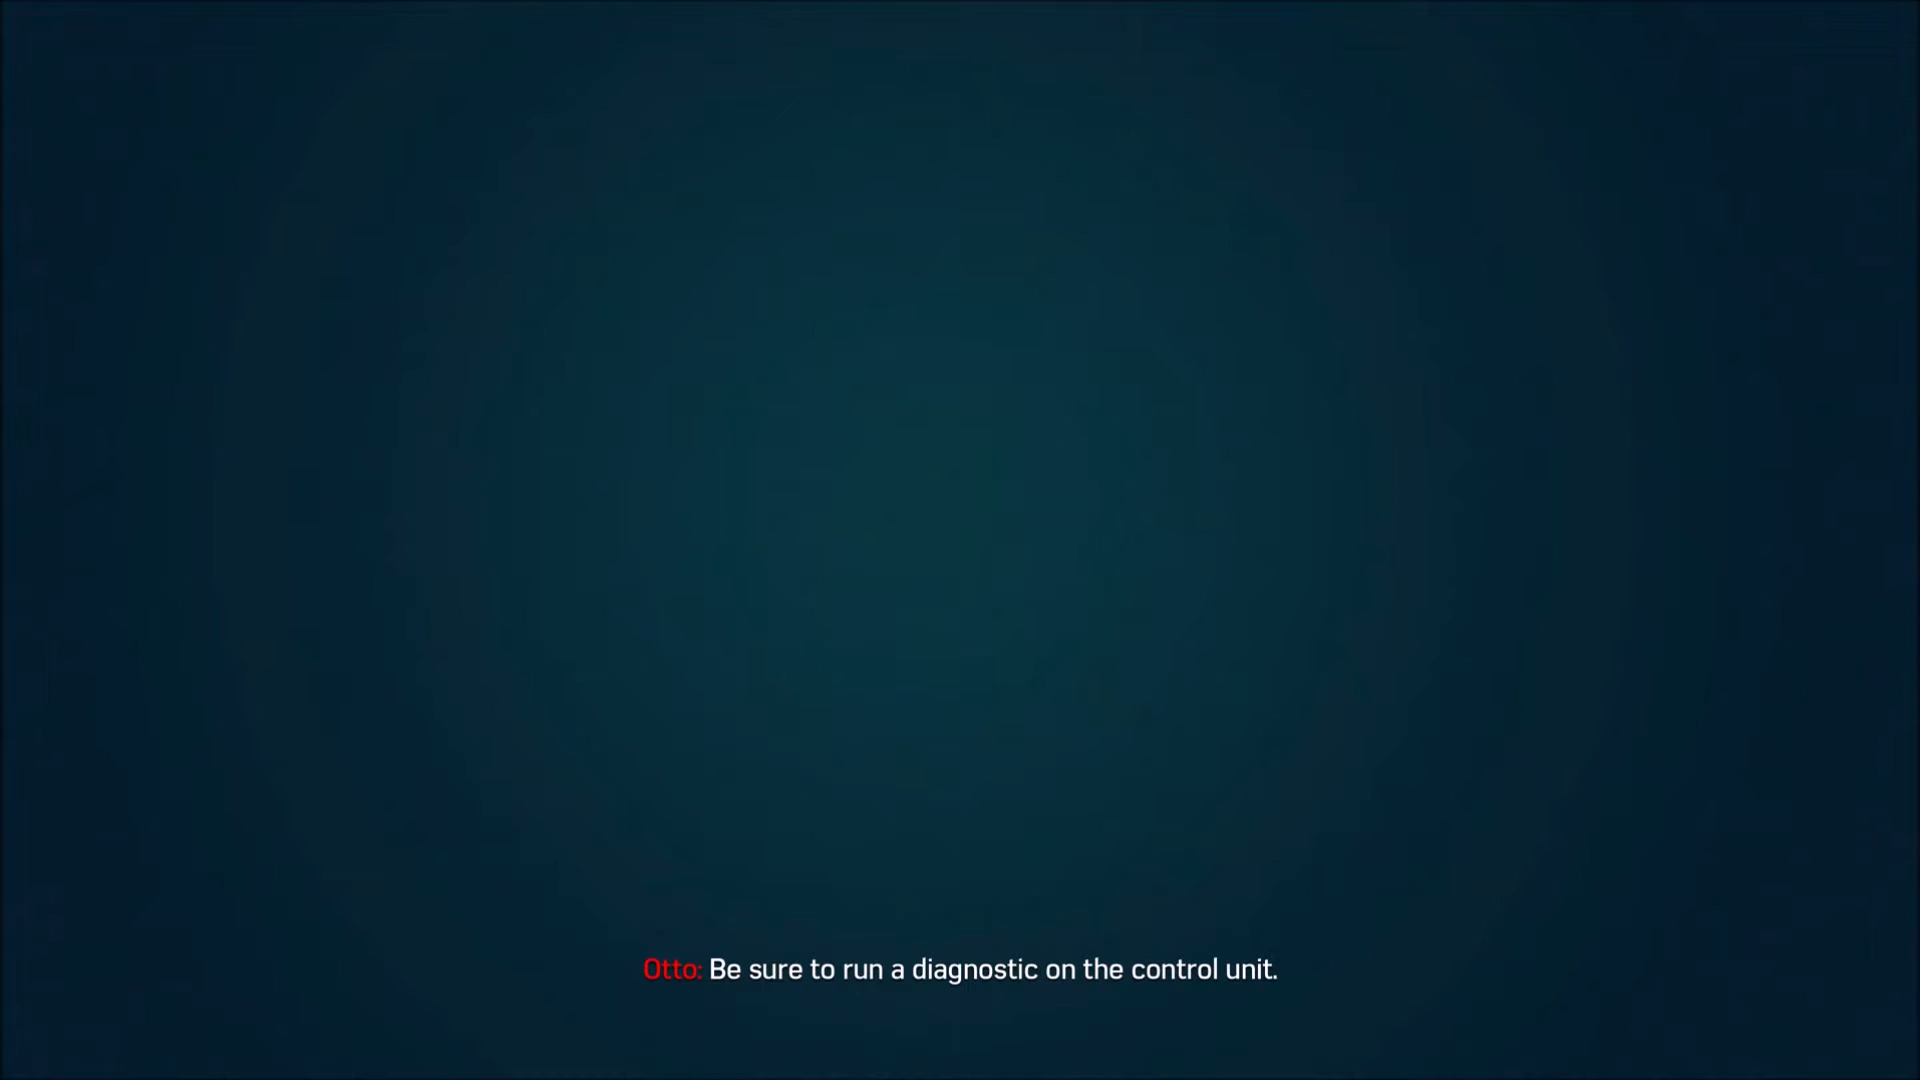 Otto: Be sure to run a diagnostic on the control unit.